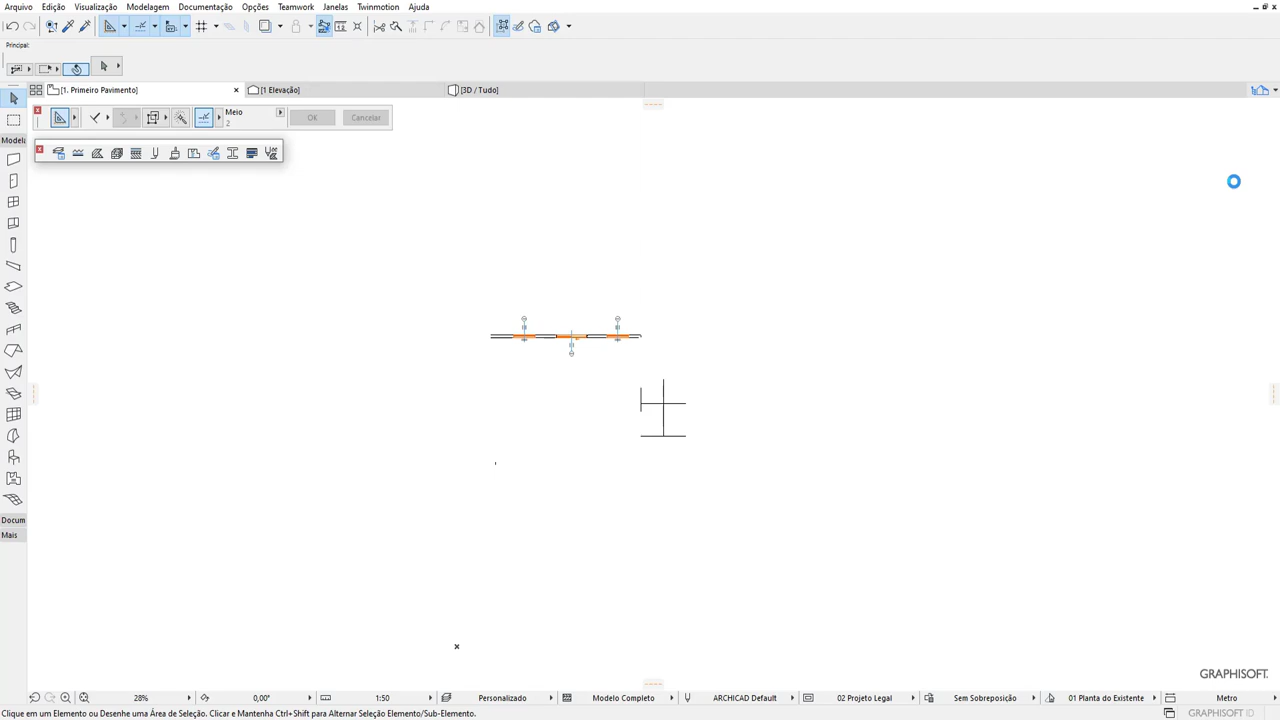 Arquivo Edição Visualização Modelagem Documentação Opções Teamwork Janelas Twinmotion Ajuda
Principal:
[1. Primeiro Pavimento] [1 Elevação] [3D / Tudo]
Meio
2
OK Cancelar
Modela
Docum
Mais
GRAPHISOFT.
28% 0,00° 1:50 Personalizado Modelo Completo ARCHICAD Default 02 Projeto Legal Sem Sobreposição 01 Planta do Existente Metro
Clique em um Elemento ou Desenhe uma Área de Seleção. Clicar e Mantenha Ctrl+Shift para Alternar Seleção Elemento/Sub-Elemento. GRAPHISOFT ID